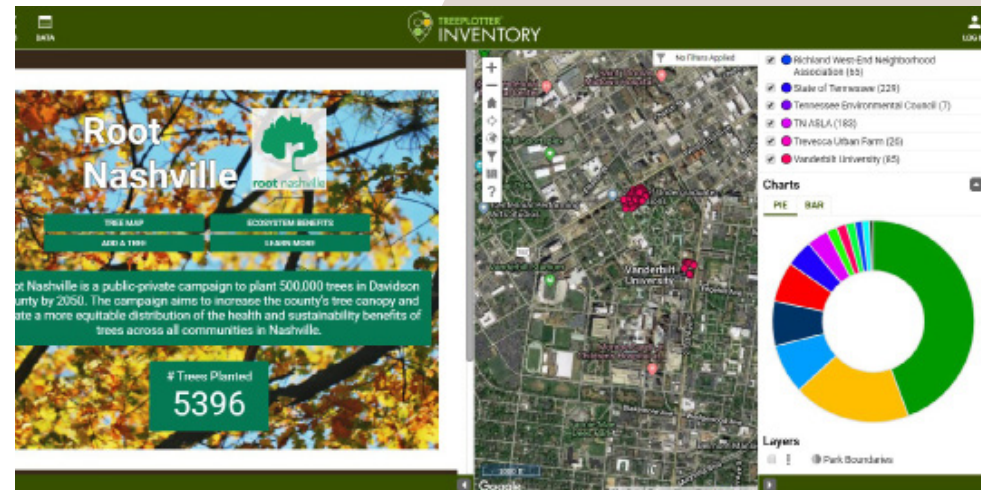 DATA
TREEPLOTTER
INVENTORY
Root
Nashville
root nashville
TREE MAP
ECOSYSTEM BENEFITS
ADD A TREE
LEARN MORE
ot Nashville is a public-private campaign to plant 500,000 trees in Davidson
unty by 2050. The campaign aims to increase the county's tree canopy and
ate a more equitable distribution of the health and sustainability benefits of
trees across all communities in Nashville.
# Trees Planted
5396
No Filters Applied
Vanderbilt
University
Google
Richland West-End Neighborhood
Association (65)
State of Tennessee (229)
Tennessee Environmental Council (7)
TN ASLA (183)
Trevecca Urban Farm (26)
Vanderbilt University (85)
Charts
PIE BAR
Layers
Park Boundaries